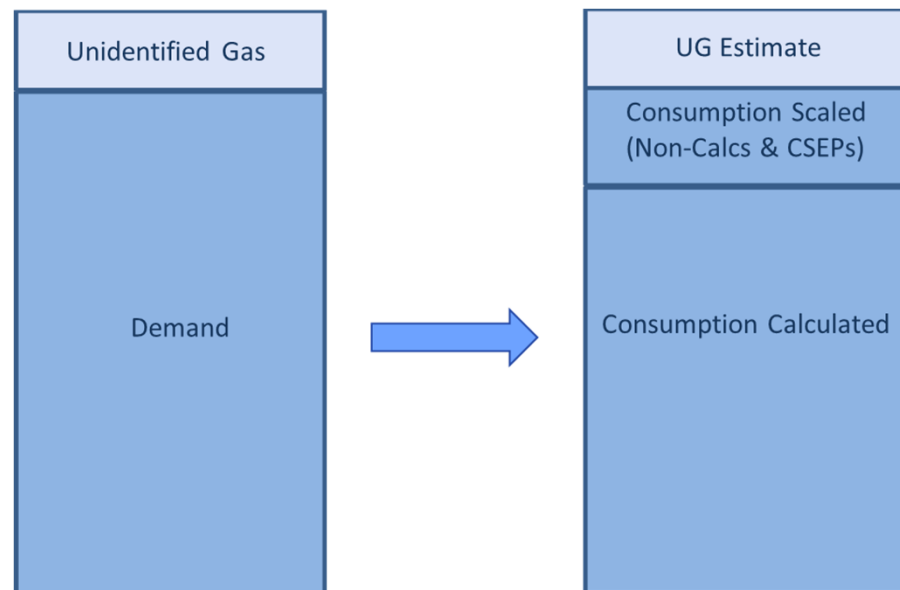 Unidentified Gas
Demand
UG Estimate
Consumption Scaled
(Non-Calcs & CSEPs)
Consumption Calculated